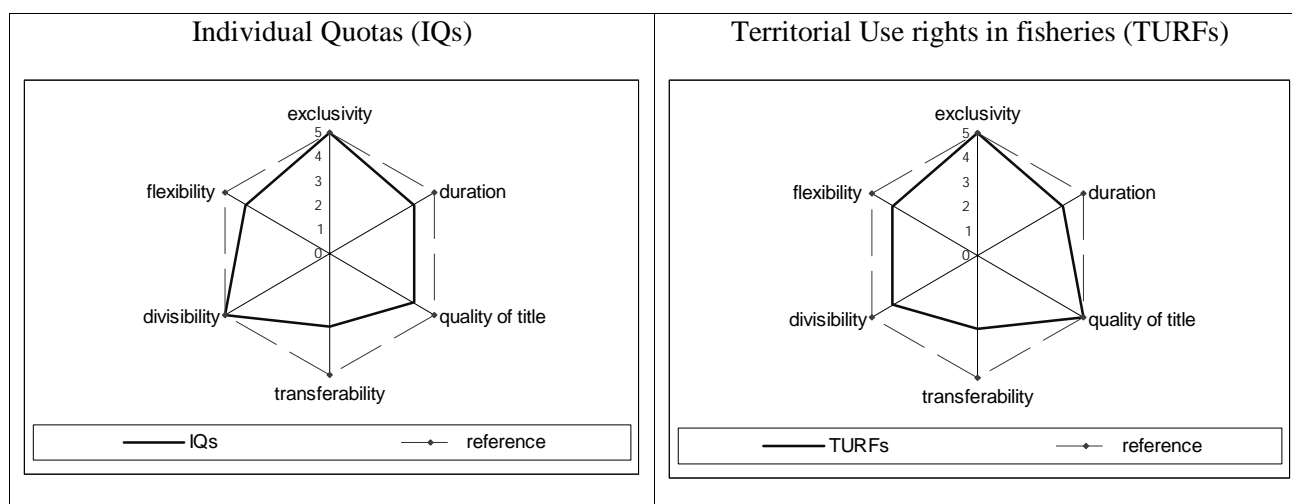 Individual Quotas (IQs)
Territorial Use rights in fisheries (TURFs)
exclusivity
5
4
3
2
1
0
flexibility
duration
divisibility
quality of title
transferability
IQs
reference
exclusivity
5
4
3
2
1
0
flexibility
duration
divisibility
quality of title
transferability
TURFs
reference